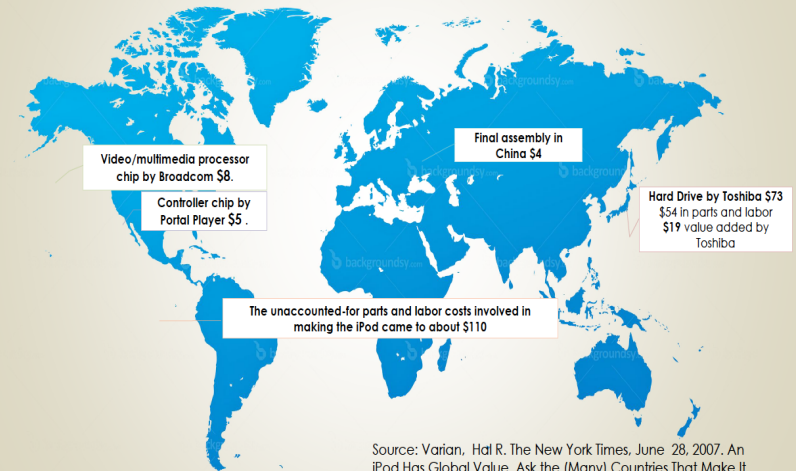 Video/multimedia processor
chip by Broadcom $8.
Controller chip by
Portal Player $5 .
Final assembly in
China $4
Hard Drive by Toshiba $73
$54 in parts and labor
$19 value added by
Toshiba
The unaccounted-for parts and labor costs involved in
making the iPod came to about $110
backgroundsy.com
Source: Varian, Hal R. The New York Times, June 28, 2007. An
iPod Has Global Value. Ask the (Many) Countries That Make It